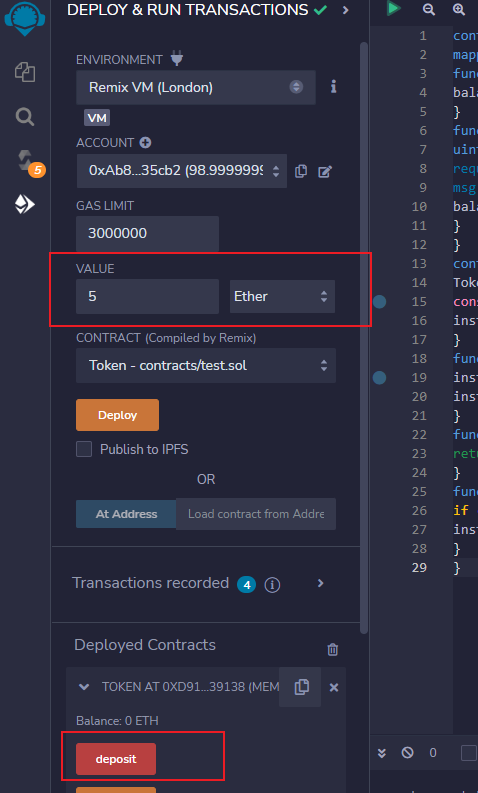 DEPLOY & RUN TRANSACTIONS
ENVIRONMENT
Remix VM (London)
VM
ACCOUNT
0xAb8...35cb2 (98.9999999
GAS LIMIT
3000000
VALUE
5 Ether
CONTRACT (Compiled by Remix)
Token - contracts/test.sol
Deploy
Publish to IPFS
OR
At Address Load contract from Addre
Transactions recorded 4
Deployed Contracts
TOKEN AT 0XD91...39138 (MEM
Balance: 0 ETH
deposit
5
1 cont
2 mapp
3 func
4 bala
5 }
6 func
7 uint
8 requ
9 msg
10 bala
11 }
12 }
13 cont
14 Toke
15 cons
16 inst
17 }
18 func
19 inst
20 inst
21 }
22 func
23 retu
24 }
25 func
26 if
27 inst
28 }
29 }
0